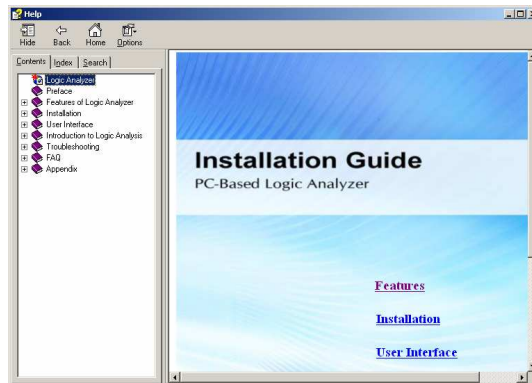 Help
Hide Back Home Options
Contents Index Search
Logic Analyzer
Preface
Features of Logic Analyzer
Installation
User Interface
Introduction to Logic Analysis
Troubleshooting
FAQ
Appendix
Installation Guide
PC-Based Logic Analyzer
Features
Installation
User Interface